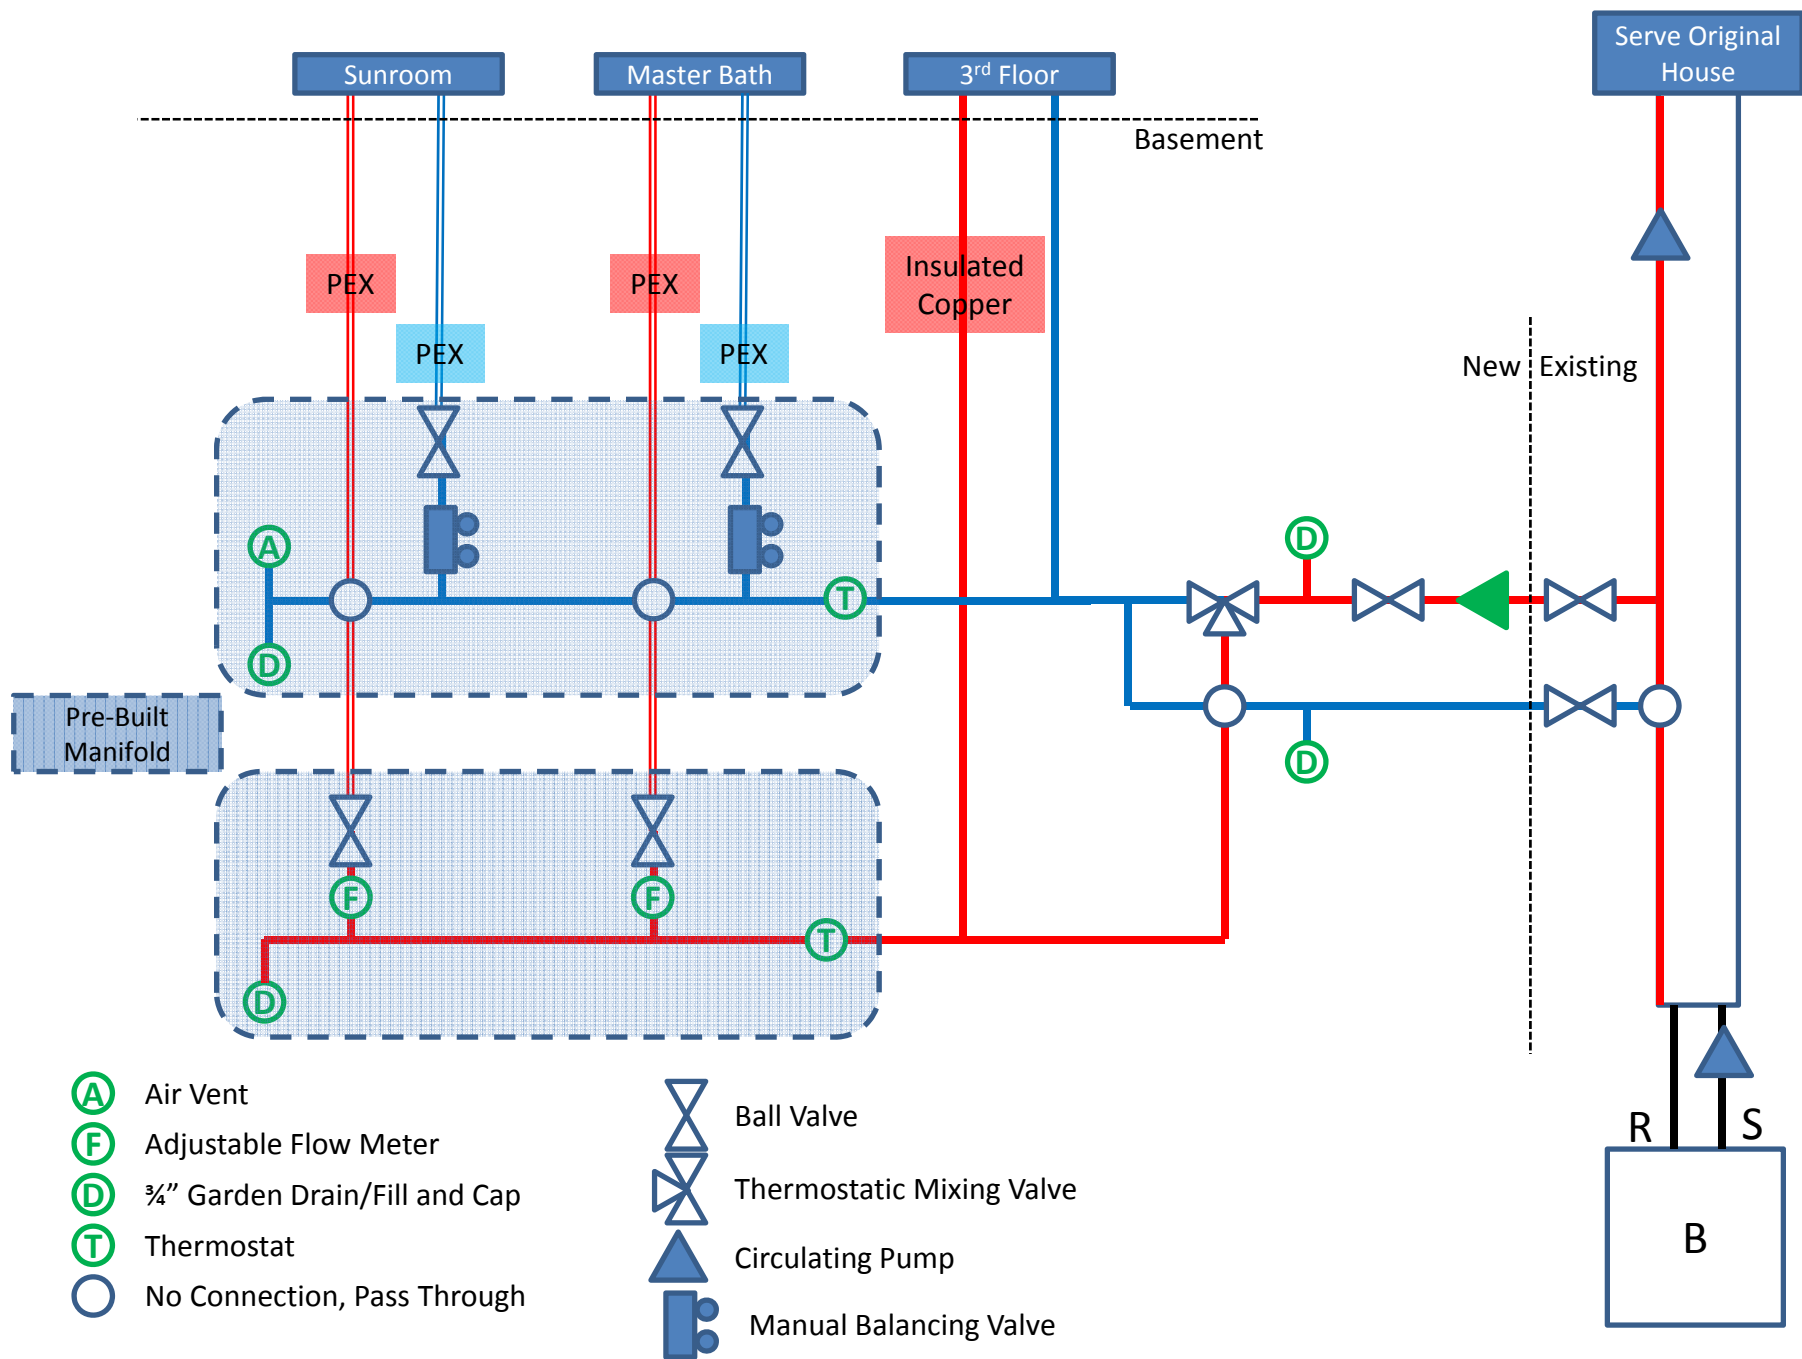 Serve Original
House
Sunroom
Master Bath
3rd Floor
Basement
PEX
PEX
Insulated
Copper
PEX
PEX
New
Existing
A
D
T
D
D
Pre-Built
Manifold
F
F
T
D
A Air Vent
F Adjustable Flow Meter
D ¾” Garden Drain/Fill and Cap
T Thermostat
No Connection, Pass Through
Ball Valve
Thermostatic Mixing Valve
Circulating Pump
Manual Balancing Valve
R
S
B